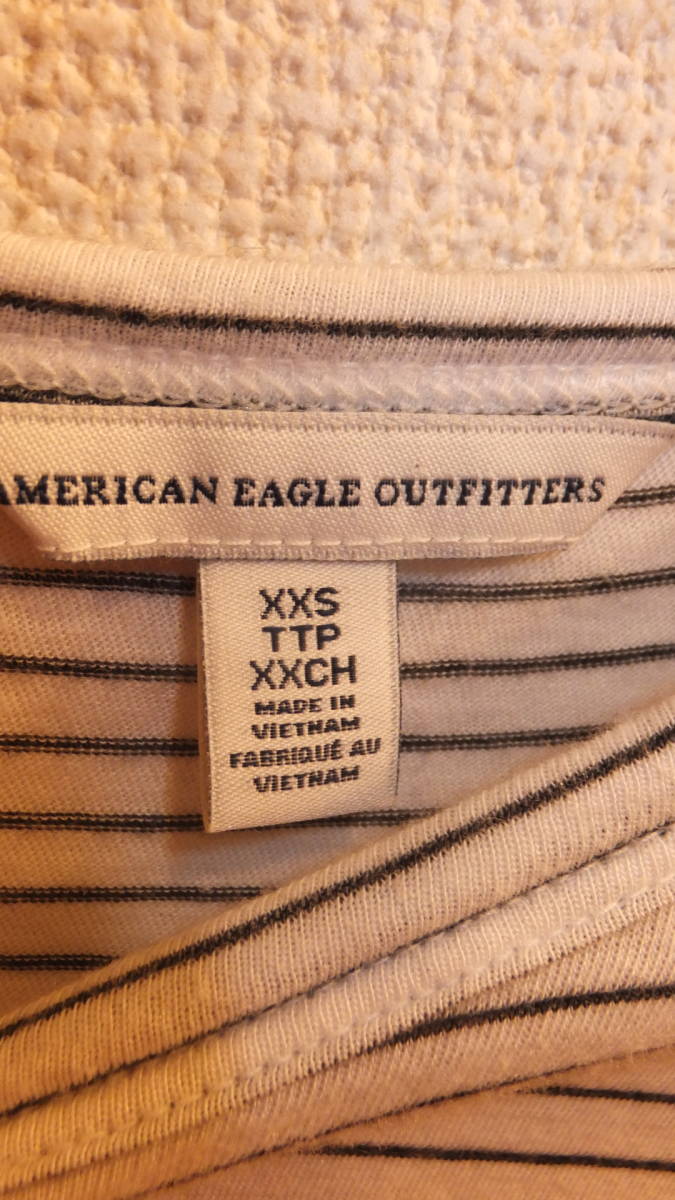 AMERICAN EAGLE OUTFITTERS
XXS
TTP
XXCH
MADE IN
VIETNAM
FABRIQUÉ AU
VIETNAM